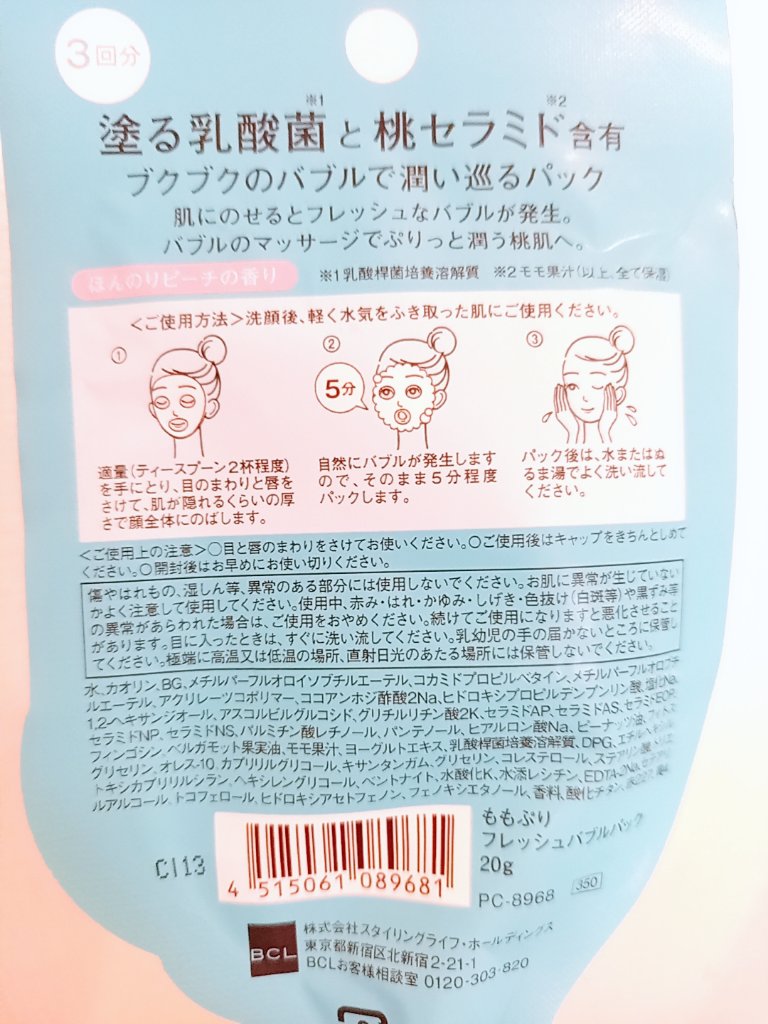 3回分
※1 ※2
塗る乳酸菌と桃セラミド含有
ブクブクのバブルで潤い巡るパック
肌にのせるとフレッシュなバブルが発生。
バブルのマッサージでぷりっと潤う桃肌へ。
ほんのりピーチの香り ※1乳酸桿菌培養溶解質 ※2モモ果汁(以上、全て保湿)
<ご使用方法>洗顔後、軽く水気をふき取った肌にご使用ください。
①
適量(ティースプーン2杯程度)
を手にとり、目のまわりと唇を
さけて、肌が隠れるくらいの厚
さで顔全体にのばします。
②
5分
自然にバブルが発生します
ので、そのまま5分程度
パックします。
③
パック後は、水またはぬ
るま湯でよく洗い流して
ください。
<ご使用上の注意>○目と唇のまわりをさけてお使いください。○ご使用後はキャップをきちんとしめて
ください。○開封後はお早めにお使い切りください。
傷やはれもの、湿しん等、異常のある部分には使用しないでください。お肌に異常が生じていない
かよく注意して使用してください。使用中、赤み・はれ・かゆみ・しげき・色抜け(白斑等)や黒ずみ等
の異常があらわれた場合は、ご使用をおやめください。続けてご使用になりますと悪化させること
があります。目に入ったときは、すぐに洗い流してください。乳幼児の手の届かないところに保管し
てください。極端に高温又は低温の場所、直射日光のあたる場所には保管しないでください。
水、カオリン、BG、メチルパーフルオロイソブチルエーテル、コカミドプロピルベタイン、メチルパーフルオロブチ
ルエーテル、アクリレーツコポリマー、ココアンホジ酢酸2Na、ヒドロキシプロピルデンプンリン酸、塩化Na、
1,2-ヘキサンジオール、アスコルビルグルコシド、グリチルリチン酸2K、セラミドAP、セラミドAS、セラミドEOP、
セラミドNP、セラミドNS、パルミチン酸レチノール、パンテノール、ヒアルロン酸Na、ピーナッツ油、フィトス
フィンゴシン、ベルガモット果実油、モモ果汁、ヨーグルトエキス、乳酸桿菌培養溶解質、DPG、エチルヘキシル
グリセリン、オレス-10、カプリリルグリコール、キサンタンガム、グリセリン、コレステロール、ステアリン酸、トリエ
トキシカプリリルシラン、ヘキシレングリコール、ベントナイト、水酸化K、水添レシチン、EDTA-2Na、セテアリ
ルアルコール、トコフェロール、ヒドロキシアセトフェノン、フェノキシエタノール、香料、酸化チタン、
ももぷり
フレッシュバブルパック
20g
CI13
4 515061 089681
PC-8968 350
BCL
株式会社スタイリングライフ・ホールディングス
東京都新宿区北新宿2-21-1
BCLお客様相談室 0120-303-820